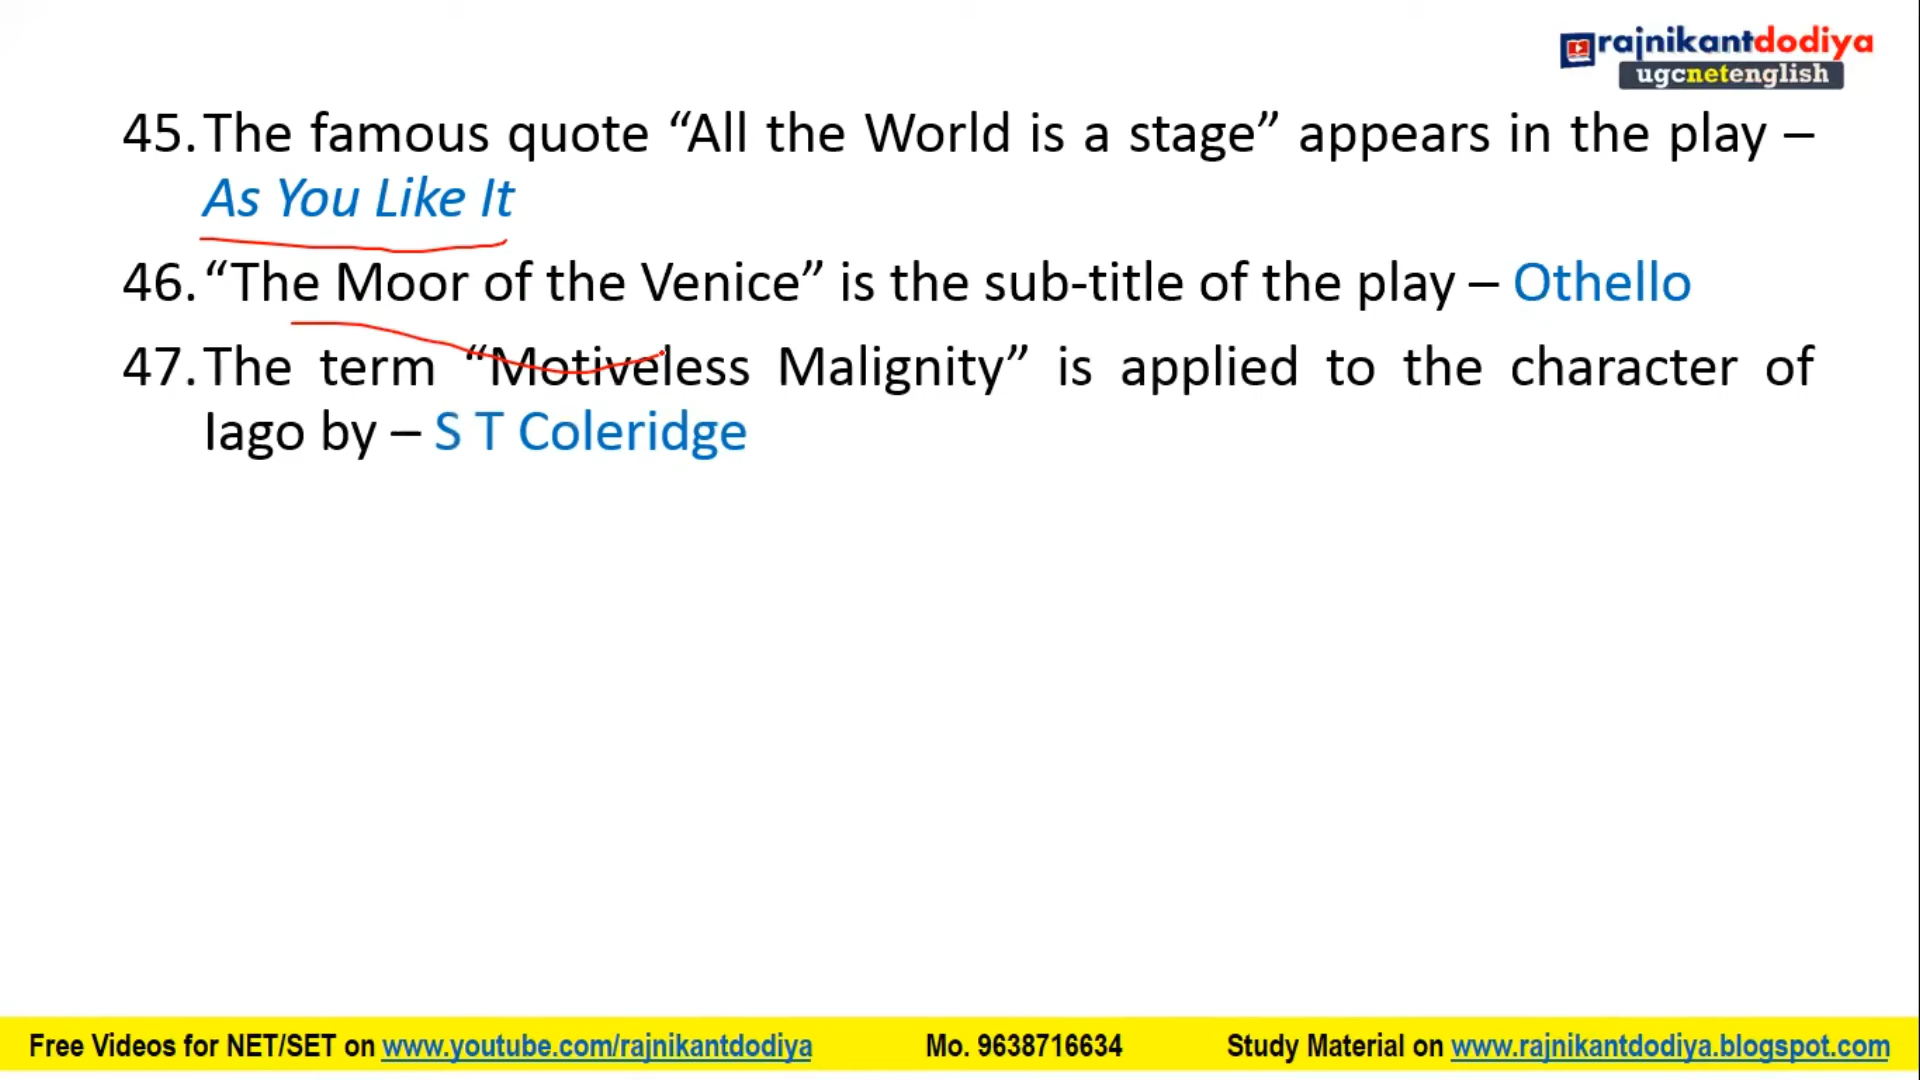 rajnikantdodiya
ugcnetenglish
45. The famous quote “All the World is a stage” appears in the play –
As You Like It
46. “The Moor of the Venice” is the sub-title of the play – Othello
47. The term “Motiveless Malignity” is applied to the character of
Iago by – S T Coleridge
Free Videos for NET/SET on www.youtube.com/rajnikantdodiya Mo. 9638716634 Study Material on www.rajnikantdodiya.blogspot.com